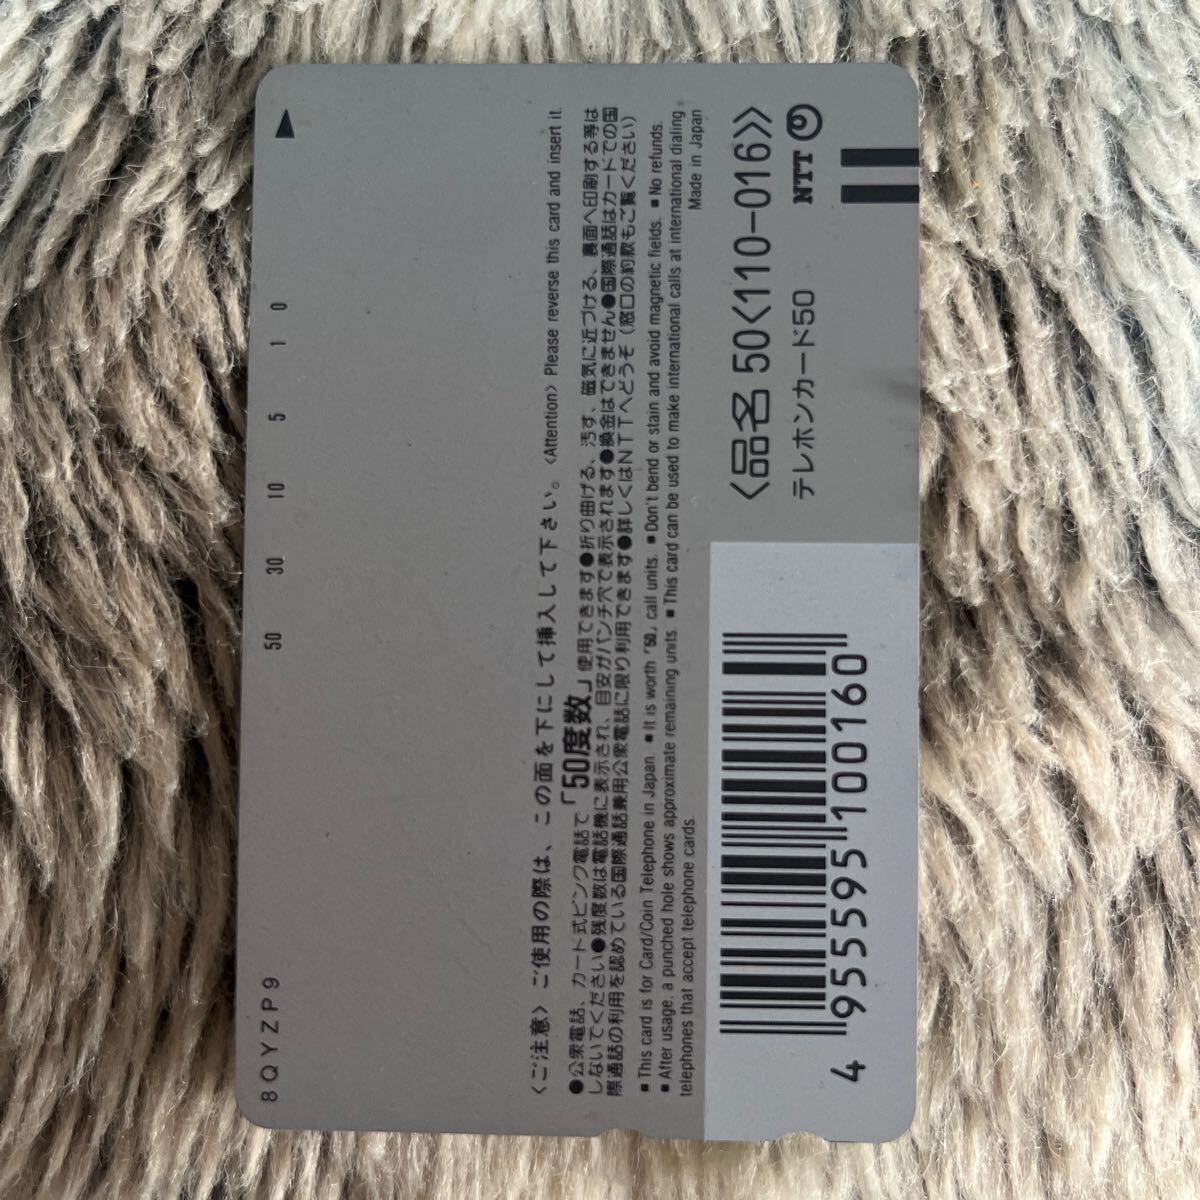 0 1 5 10 30 50
8QYZP9
〈ご注意〉ご使用の際は、この面を下にして挿入して下さい。〈Attention〉Please reverse this card and insert it.
●公衆電話、カード式ピンク電話で「50度数」使用できます●折り曲げる、汚す、磁気に近づける、裏面へ印刷する等は
しないでください●残度数は電話機に表示され、目安がパンチ穴で表示されます●換金はできません●国際通話はカードでの国
際通話の利用を認めている国際通話兼用公衆電話に限り利用できます●詳しくはNTTへどうぞ(窓口の約款もご覧ください)
■This card is for Card/Coin Telephone in Japan. ■It is worth「50」call units. ■Don't bend or stain and avoid magnetic fields. ■No refunds.
■After usage, a punched hole shows approximate remaining units. ■This card can be used to make international calls at international dialing
telephones that accept telephone cards.
Made in Japan
〈品名 50〈110-016〉〉
テレホンカード50
NTT
4 955595 100160